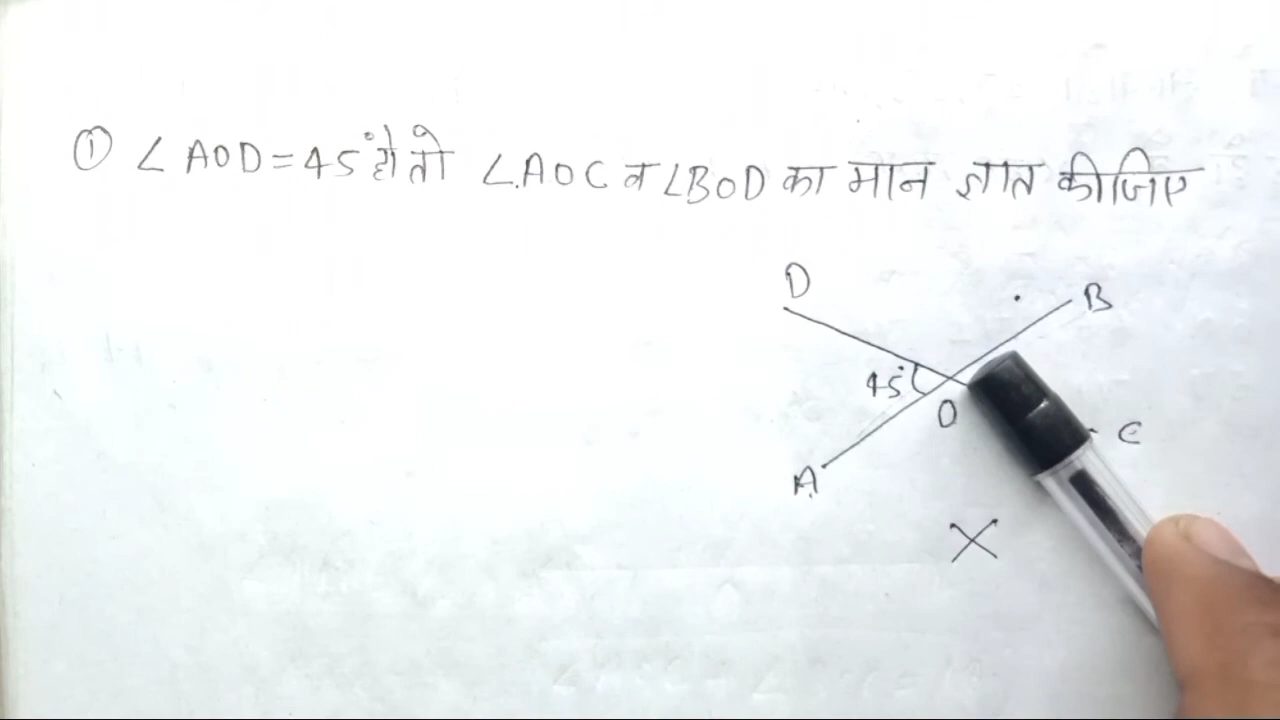 ① ∠AOD=45° हो तो ∠AOC व ∠BOD का मान ज्ञात कीजिए
D
B
45°
O
C
A